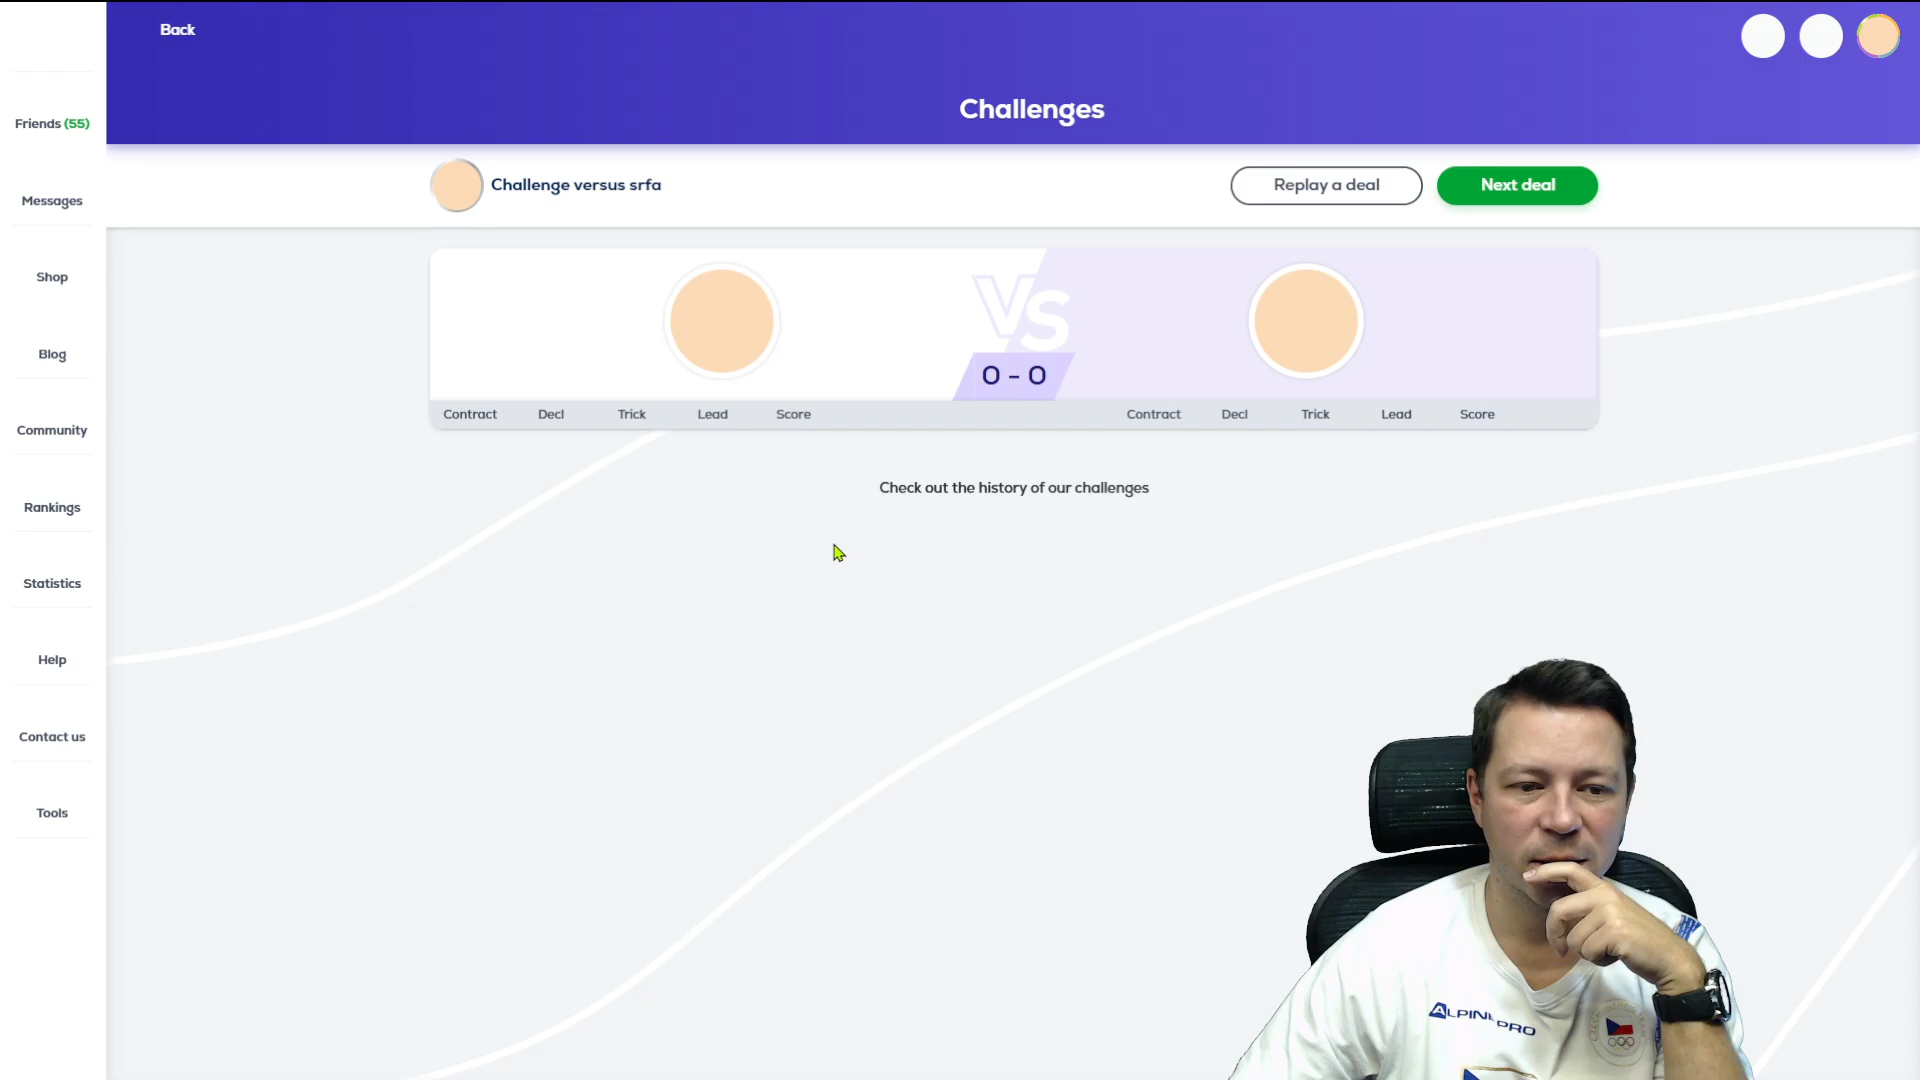 Back
Challenges
Friends (55)
Messages
Shop
Blog
Community
Rankings
Statistics
Help
Contact us
Tools
Challenge versus srfa
Replay a deal
Next deal
VS
0 - 0
Contract Decl Trick Lead Score
Contract Decl Trick Lead Score
Check out the history of our challenges
ALPINE PRO